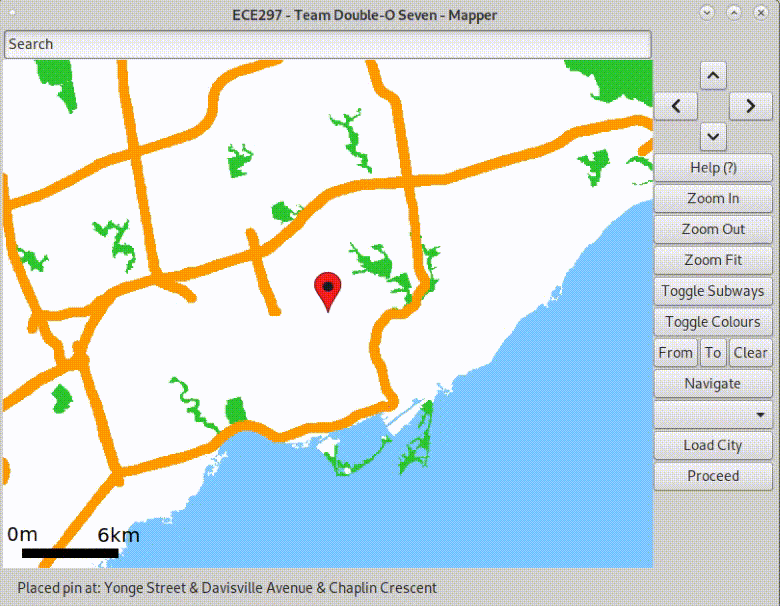 ECE297 - Team Double-O Seven - Mapper
Search
Help (?)
Zoom In
Zoom Out
Zoom Fit
Toggle Subways
Toggle Colours
From To Clear
Navigate
Load City
Proceed
0m 6km
Placed pin at: Yonge Street & Davisville Avenue & Chaplin Crescent